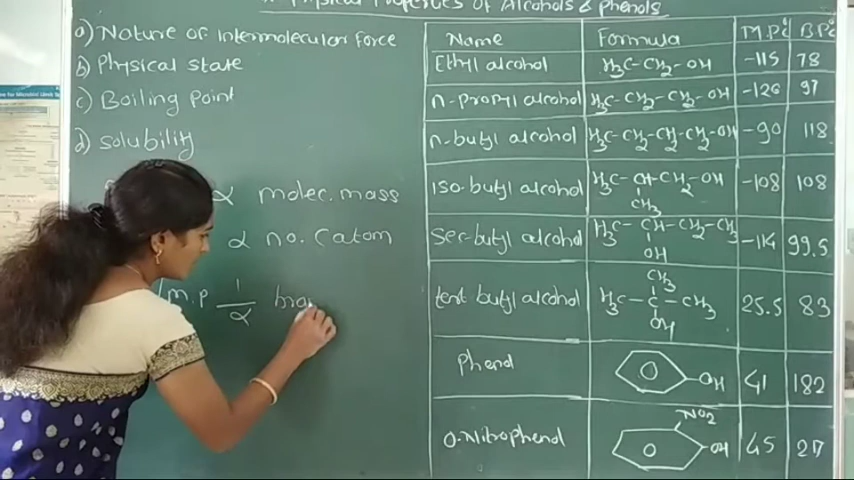 Physical Properties Of Alcohols & Phenols
a) Nature of Intermolecular Force
b) Physical state
c) Boiling Point
d) solubility
α molec. mass
α no. C atom
m.p 1/α bra
Name Formula M.P B.P
Ethyl alcohol H3C-CH2-OH -115 78
n-propyl alcohol H3C-CH2-CH2-OH -126 97
n-butyl alcohol H3C-CH2-CH2-CH2-OH -90 118
Iso-butyl alcohol H3C-CH-CH2-OH -108 108
CH3
Sec-butyl alcohol H3C-CH-CH2-CH3 -114 99.5
OH
CH3
tert butyl alcohol H3C-C-CH3 25.5 83
OH
Phenol OH 41 182
NO2
O-Nitrophenol OH 45 217